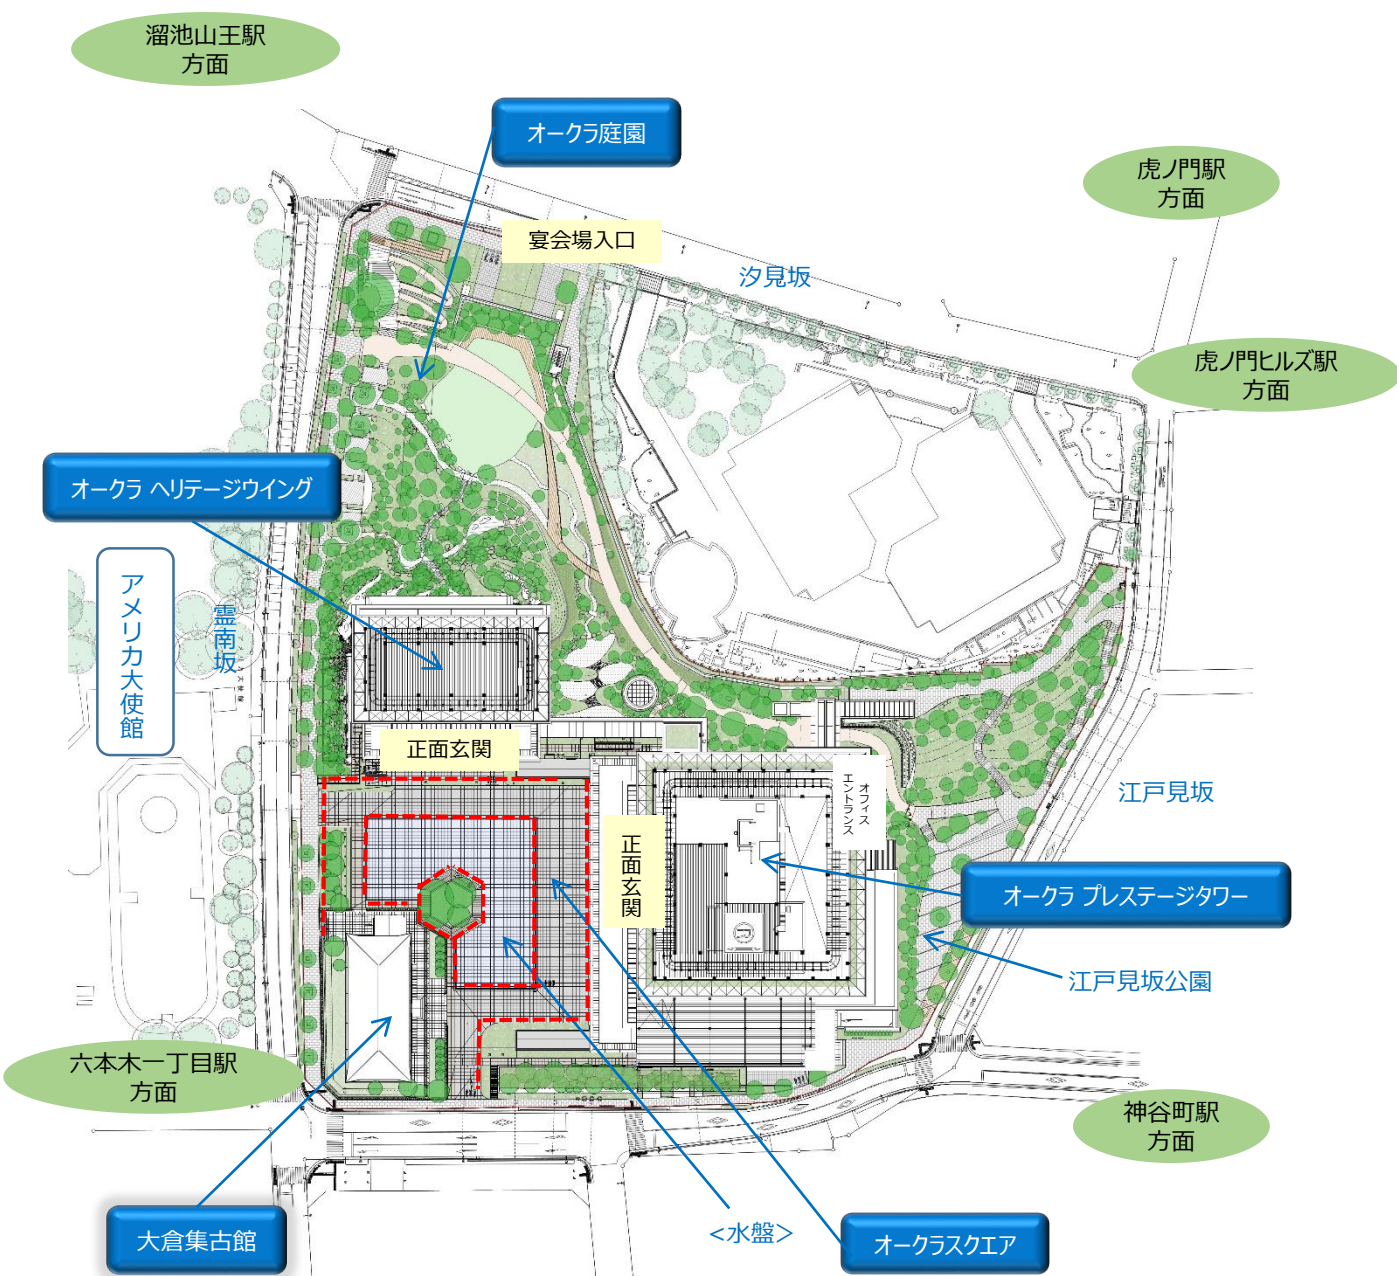 溜池山王駅
方面
オークラ庭園
虎ノ門駅
方面
宴会場入口
汐見坂
虎ノ門ヒルズ駅
方面
オークラ ヘリテージウイング
アメリカ大使館
霊南坂
正面玄関
オフィス
エントランス
江戸見坂
正面玄関
オークラ プレステージタワー
江戸見坂公園
六本木一丁目駅
方面
神谷町駅
方面
大倉集古館
<水盤>
オークラスクエア